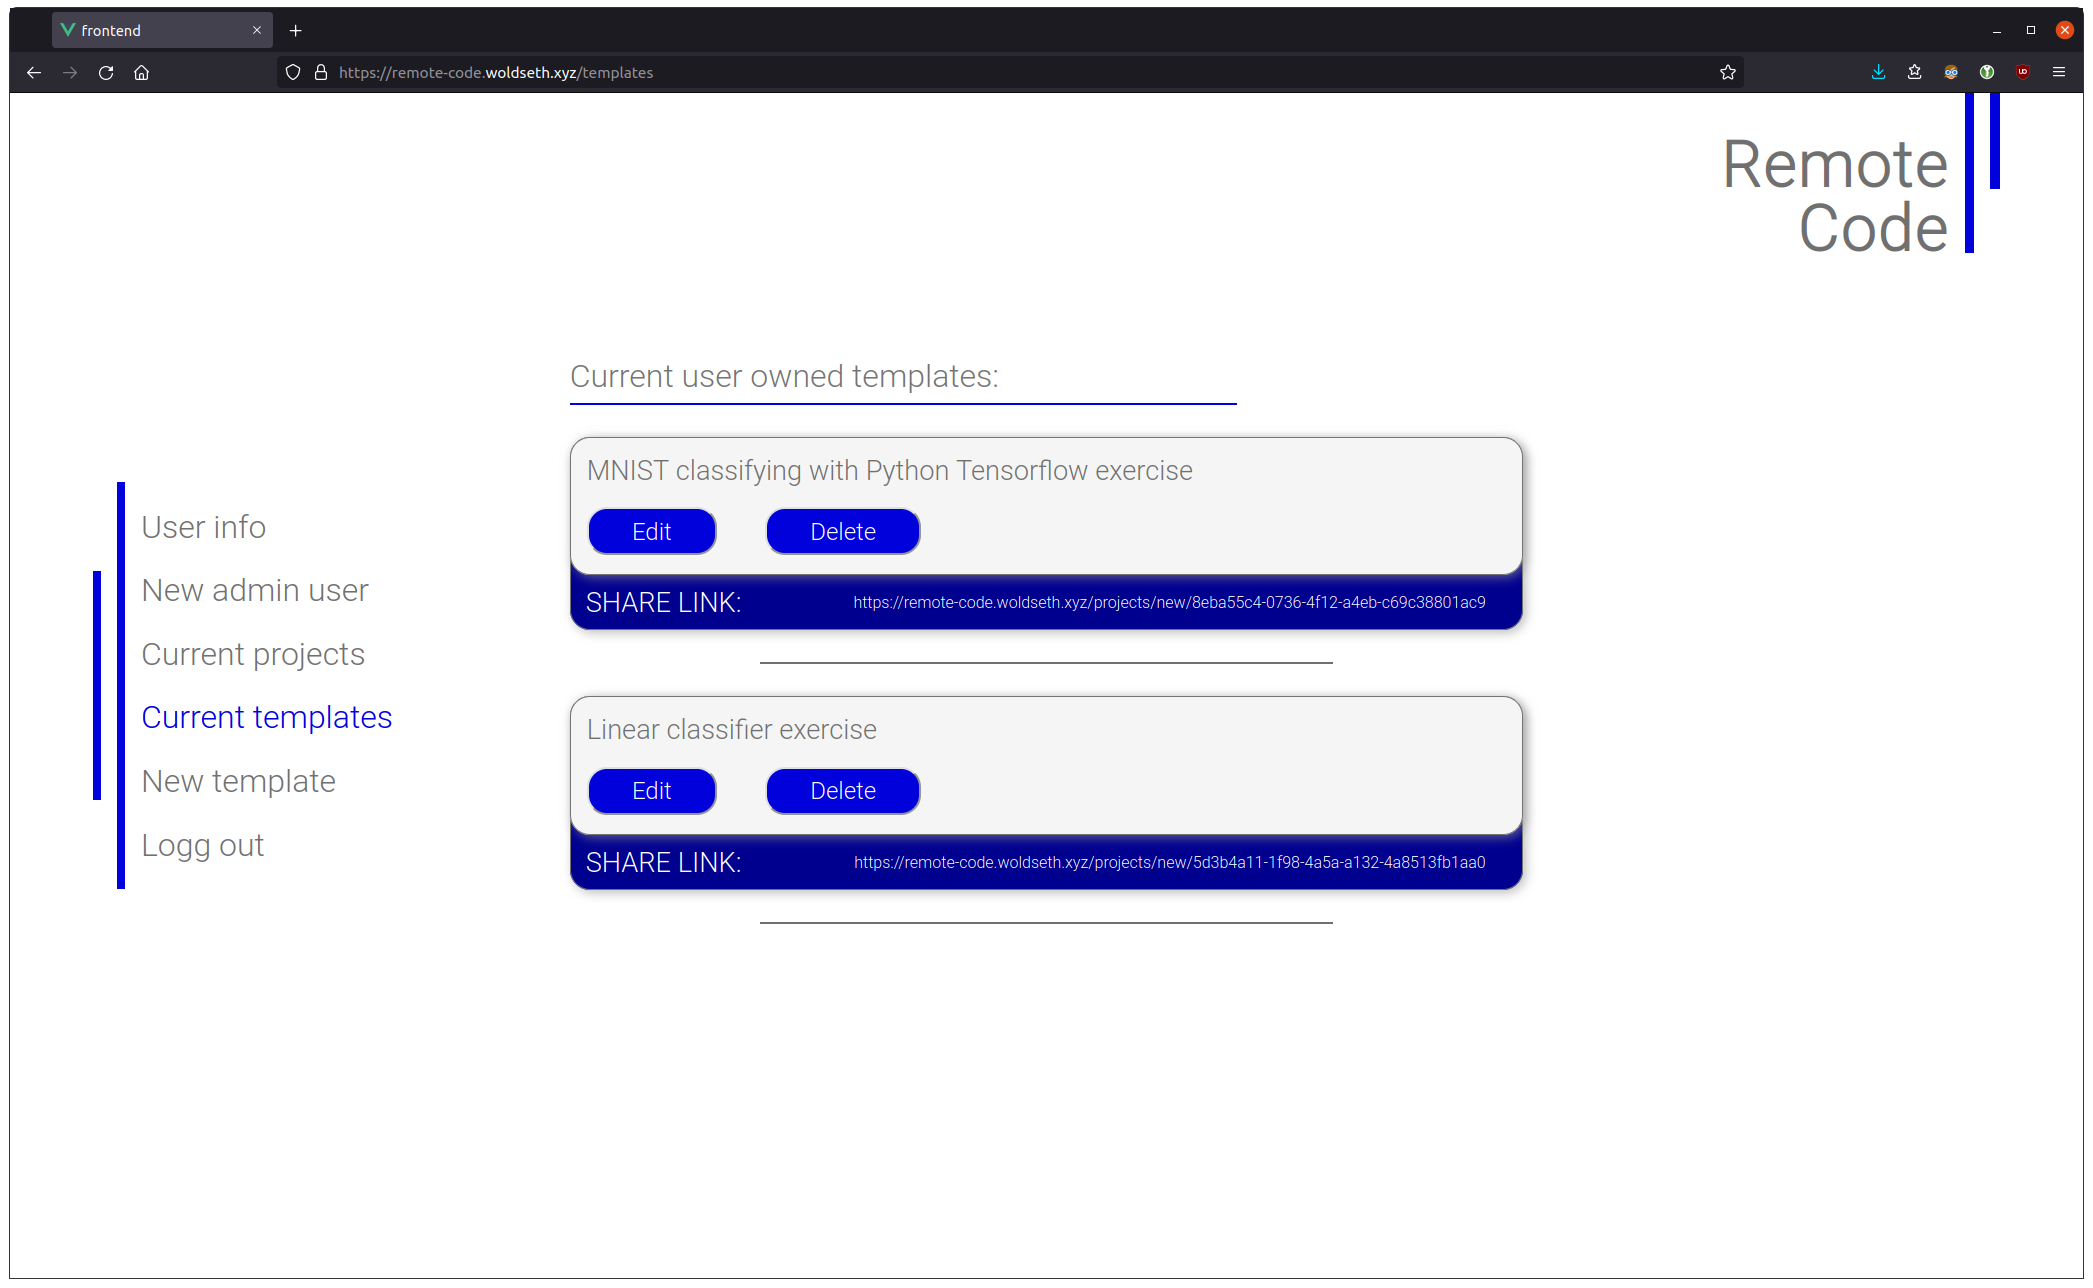 frontend
https://remote-code.woldseth.xyz/templates
Remote
Code
Current user owned templates:
MNIST classifying with Python Tensorflow exercise
Edit Delete
SHARE LINK: https://remote-code.woldseth.xyz/projects/new/8eba55c4-0736-4f12-a4eb-c69c38801ac9
User info
New admin user
Current projects
Current templates
New template
Logg out
Linear classifier exercise
Edit Delete
SHARE LINK: https://remote-code.woldseth.xyz/projects/new/5d3b4a11-1f98-4a5a-a132-4a8513fb1aa0